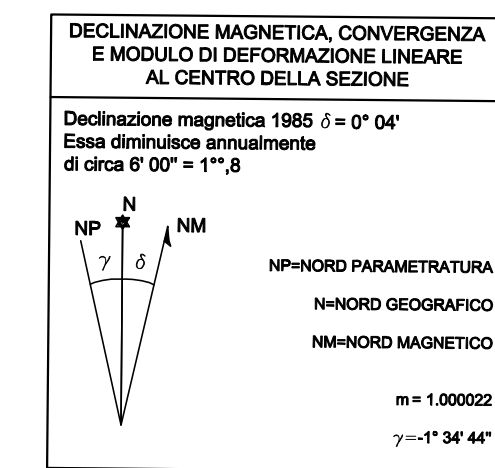 DECLINAZIONE MAGNETICA, CONVERGENZA
E MODULO DI DEFORMAZIONE LINEARE
AL CENTRO DELLA SEZIONE
Declinazione magnetica 1985 δ = 0° 04'
Essa diminuisce annualmente
di circa 6' 00" = 1°°,8
N
NP
NM
γ
δ
NP=NORD PARAMETRATURA
N=NORD GEOGRAFICO
NM=NORD MAGNETICO
m = 1.000022
γ=-1° 34' 44"